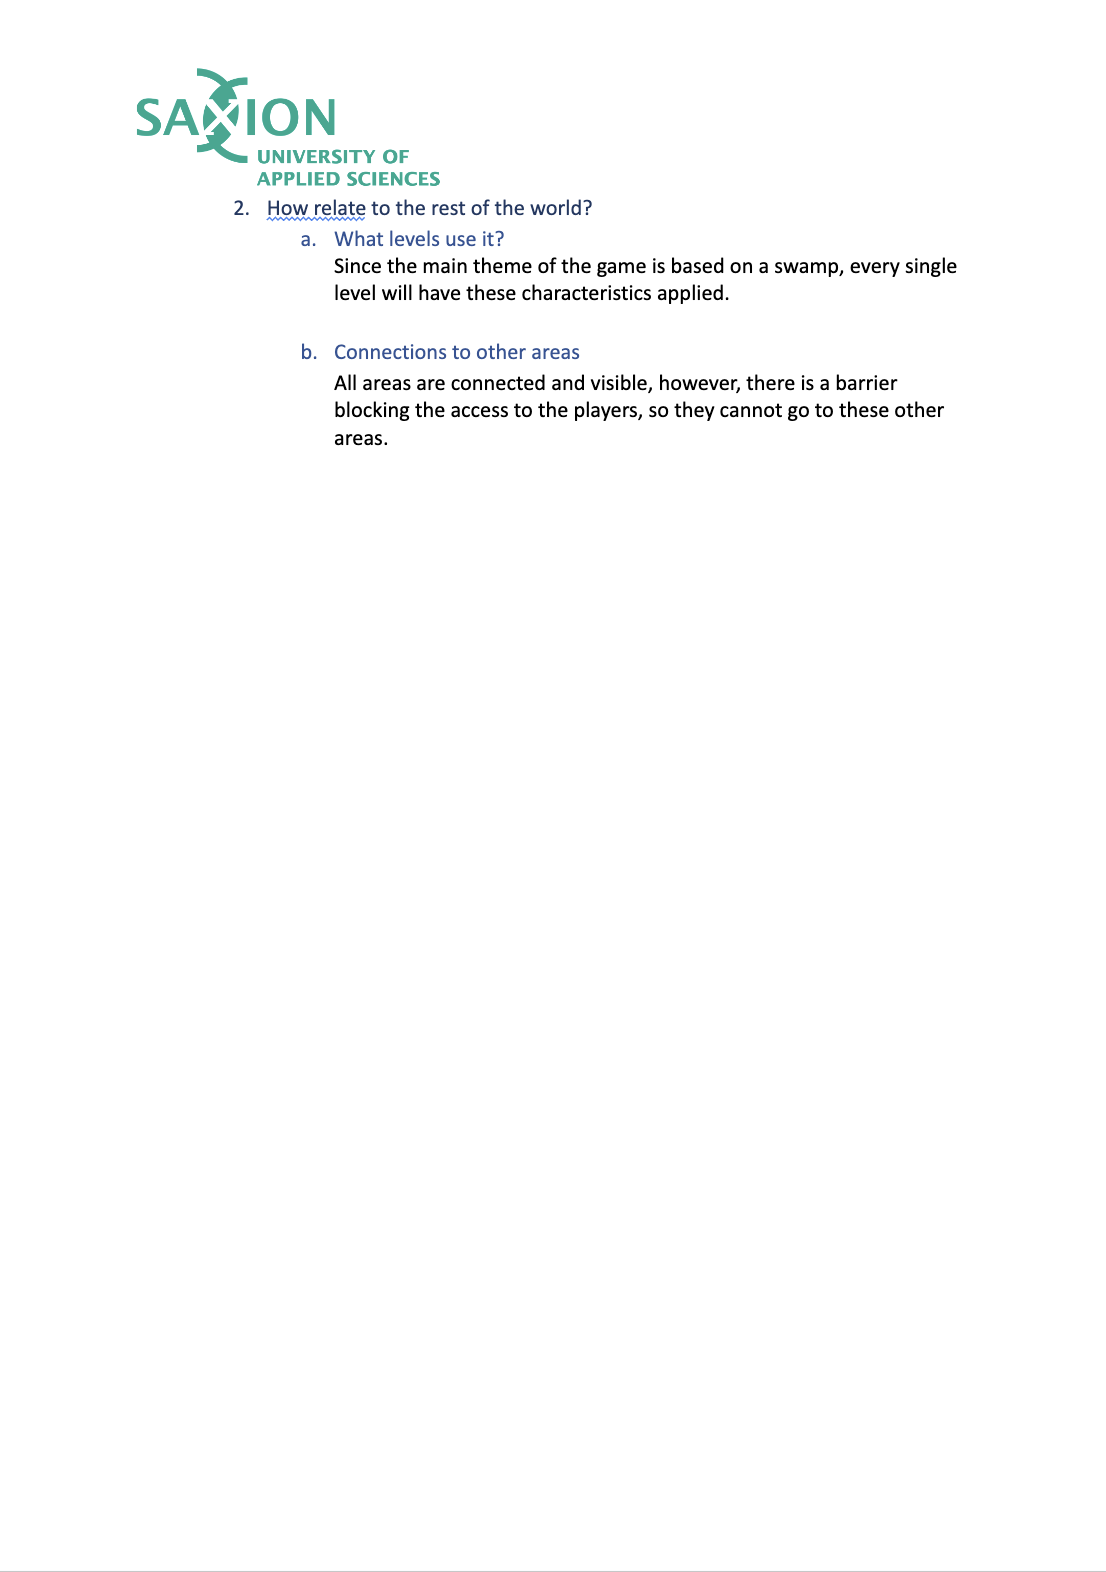 SAXION
UNIVERSITY OF
APPLIED SCIENCES
2. How relate to the rest of the world?
a. What levels use it?
Since the main theme of the game is based on a swamp, every single
level will have these characteristics applied.
b. Connections to other areas
All areas are connected and visible, however, there is a barrier
blocking the access to the players, so they cannot go to these other
areas.